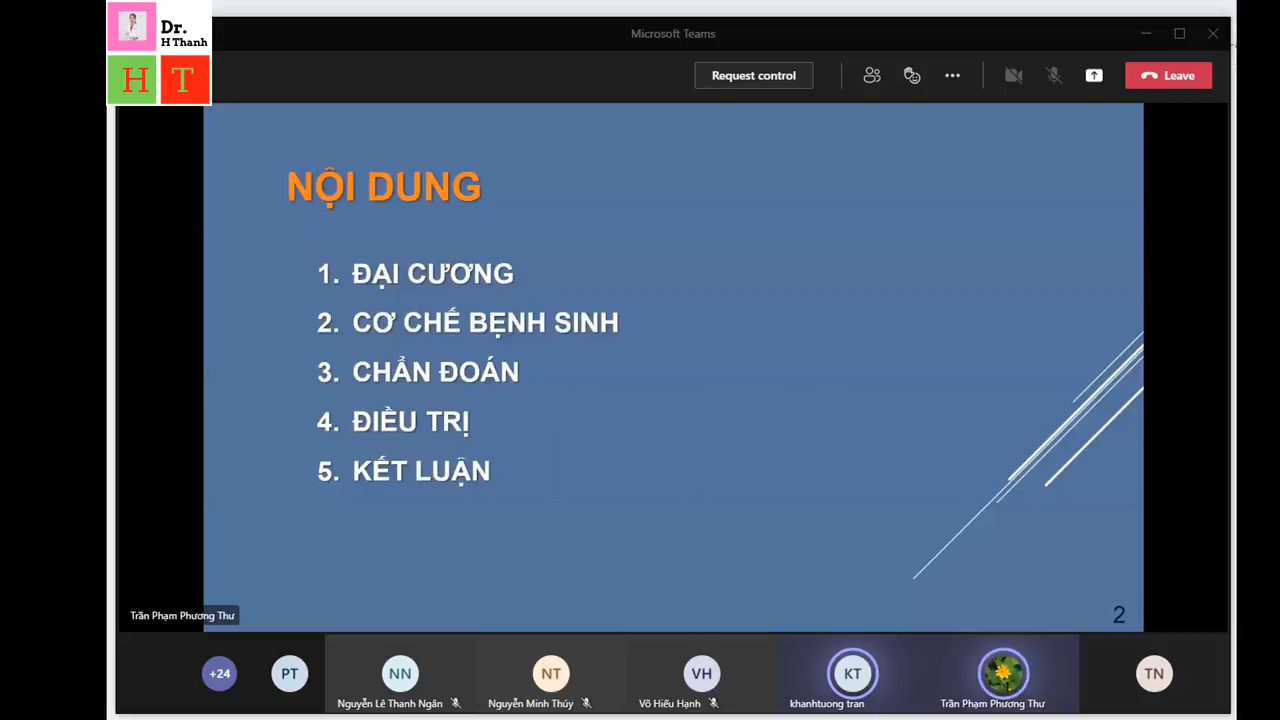 Dr.
H Thanh
H T
Microsoft Teams
Request control
Leave
NỘI DUNG
1. ĐẠI CƯƠNG
2. CƠ CHẾ BỆNH SINH
3. CHẨN ĐOÁN
4. ĐIỀU TRỊ
5. KẾT LUẬN
2
Trần Phạm Phương Thư
+24
PT
NN
Nguyễn Lê Thanh Ngân
NT
Nguyễn Minh Thúy
VH
Võ Hiếu Hạnh
KT
khanhtuong tran
Trần Phạm Phương Thư
TN